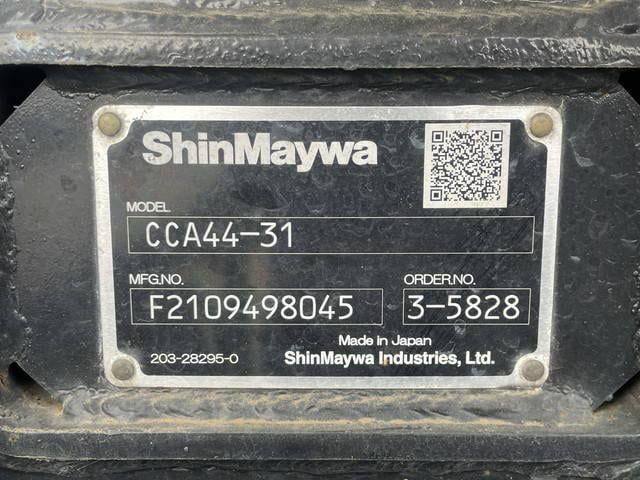 ShinMaywa
MODEL
CCA44-31
MFG.NO.
F2109498045
ORDER.NO.
3-5828
Made in Japan
203-28295-0
ShinMaywa Industries, Ltd.